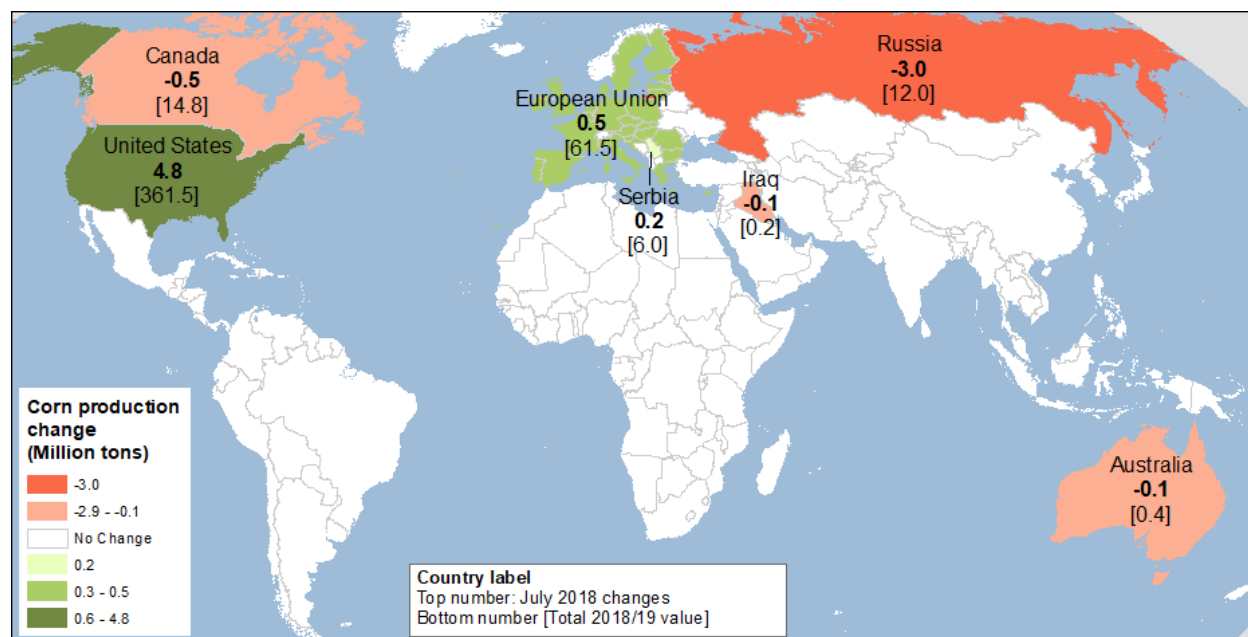 Canada
-0.5
[14.8]
United States
4.8
[361.5]
European Union
0.5
[61.5]
Serbia
0.2
[6.0]
Iraq
-0.1
[0.2]
Russia
-3.0
[12.0]
Australia
-0.1
[0.4]
Corn production
change
(Million tons)
-3.0
-2.9 - -0.1
No Change
0.2
0.3 - 0.5
0.6 - 4.8
Country label
Top number: July 2018 changes
Bottom number [Total 2018/19 value]